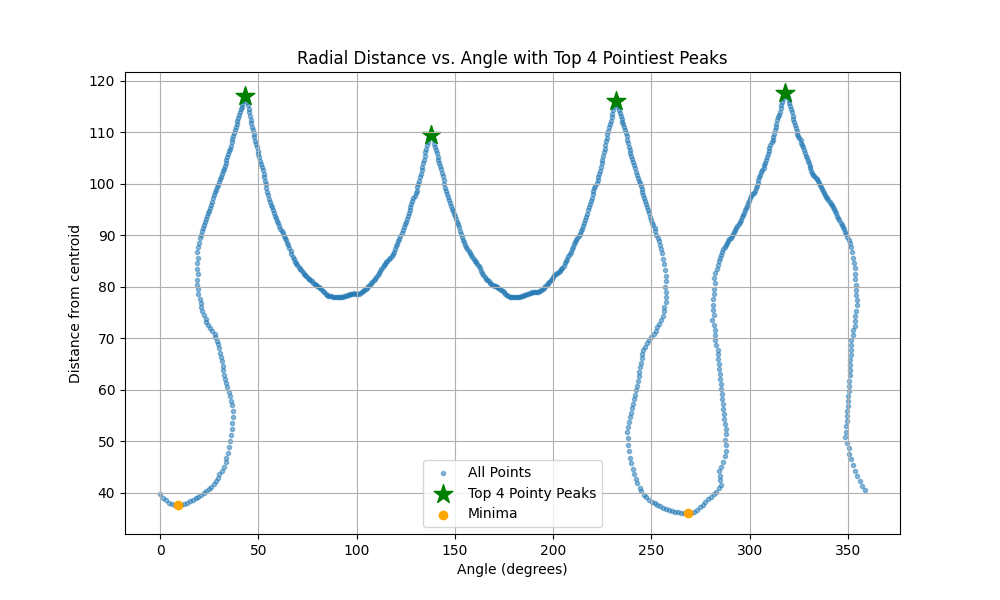 Radial Distance vs. Angle with Top 4 Pointiest Peaks
120
110
100
90
80
70
60
50
40
Distance from centroid
All Points
Top 4 Pointy Peaks
Minima
0 50 100 150 200 250 300 350
Angle (degrees)